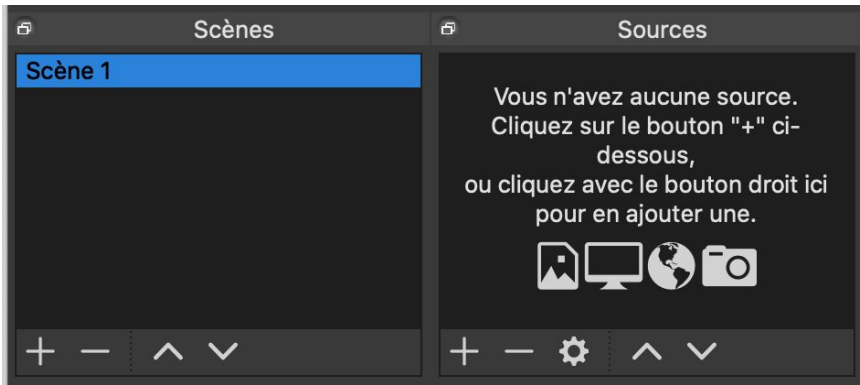 Scènes
Sources
Scène 1
Vous n'avez aucune source.
Cliquez sur le bouton "+" ci-
dessous,
ou cliquez avec le bouton droit ici
pour en ajouter une.